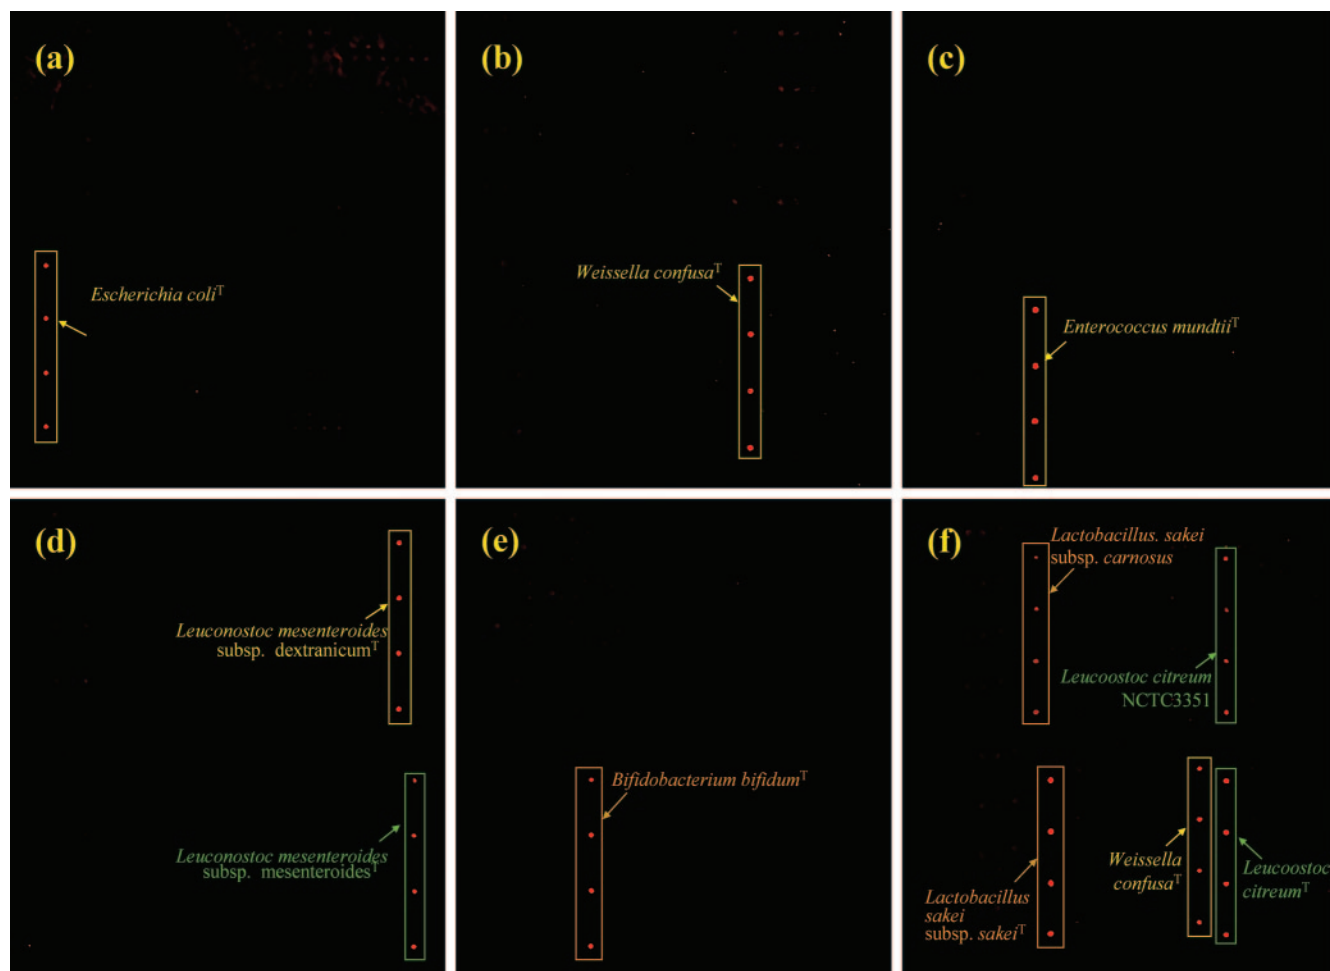 (a)
Escherichia coliT
(b)
Weissella confusaT
(c)
Enterococcus mundtiiT
(d)
Leuconostoc mesenteroides
subsp. dextranicumT
Leuconostoc mesenteroides
subsp. mesenteroidesT
(e)
Bifidobacterium bifidumT
(f)
Lactobacillus. sakei
subsp. carnosus
Leucoostoc citreum
NCTC3351
Lactobacillus
sakei
subsp. sakeiT
Weissella
confusaT
Leucoostoc
citreumT